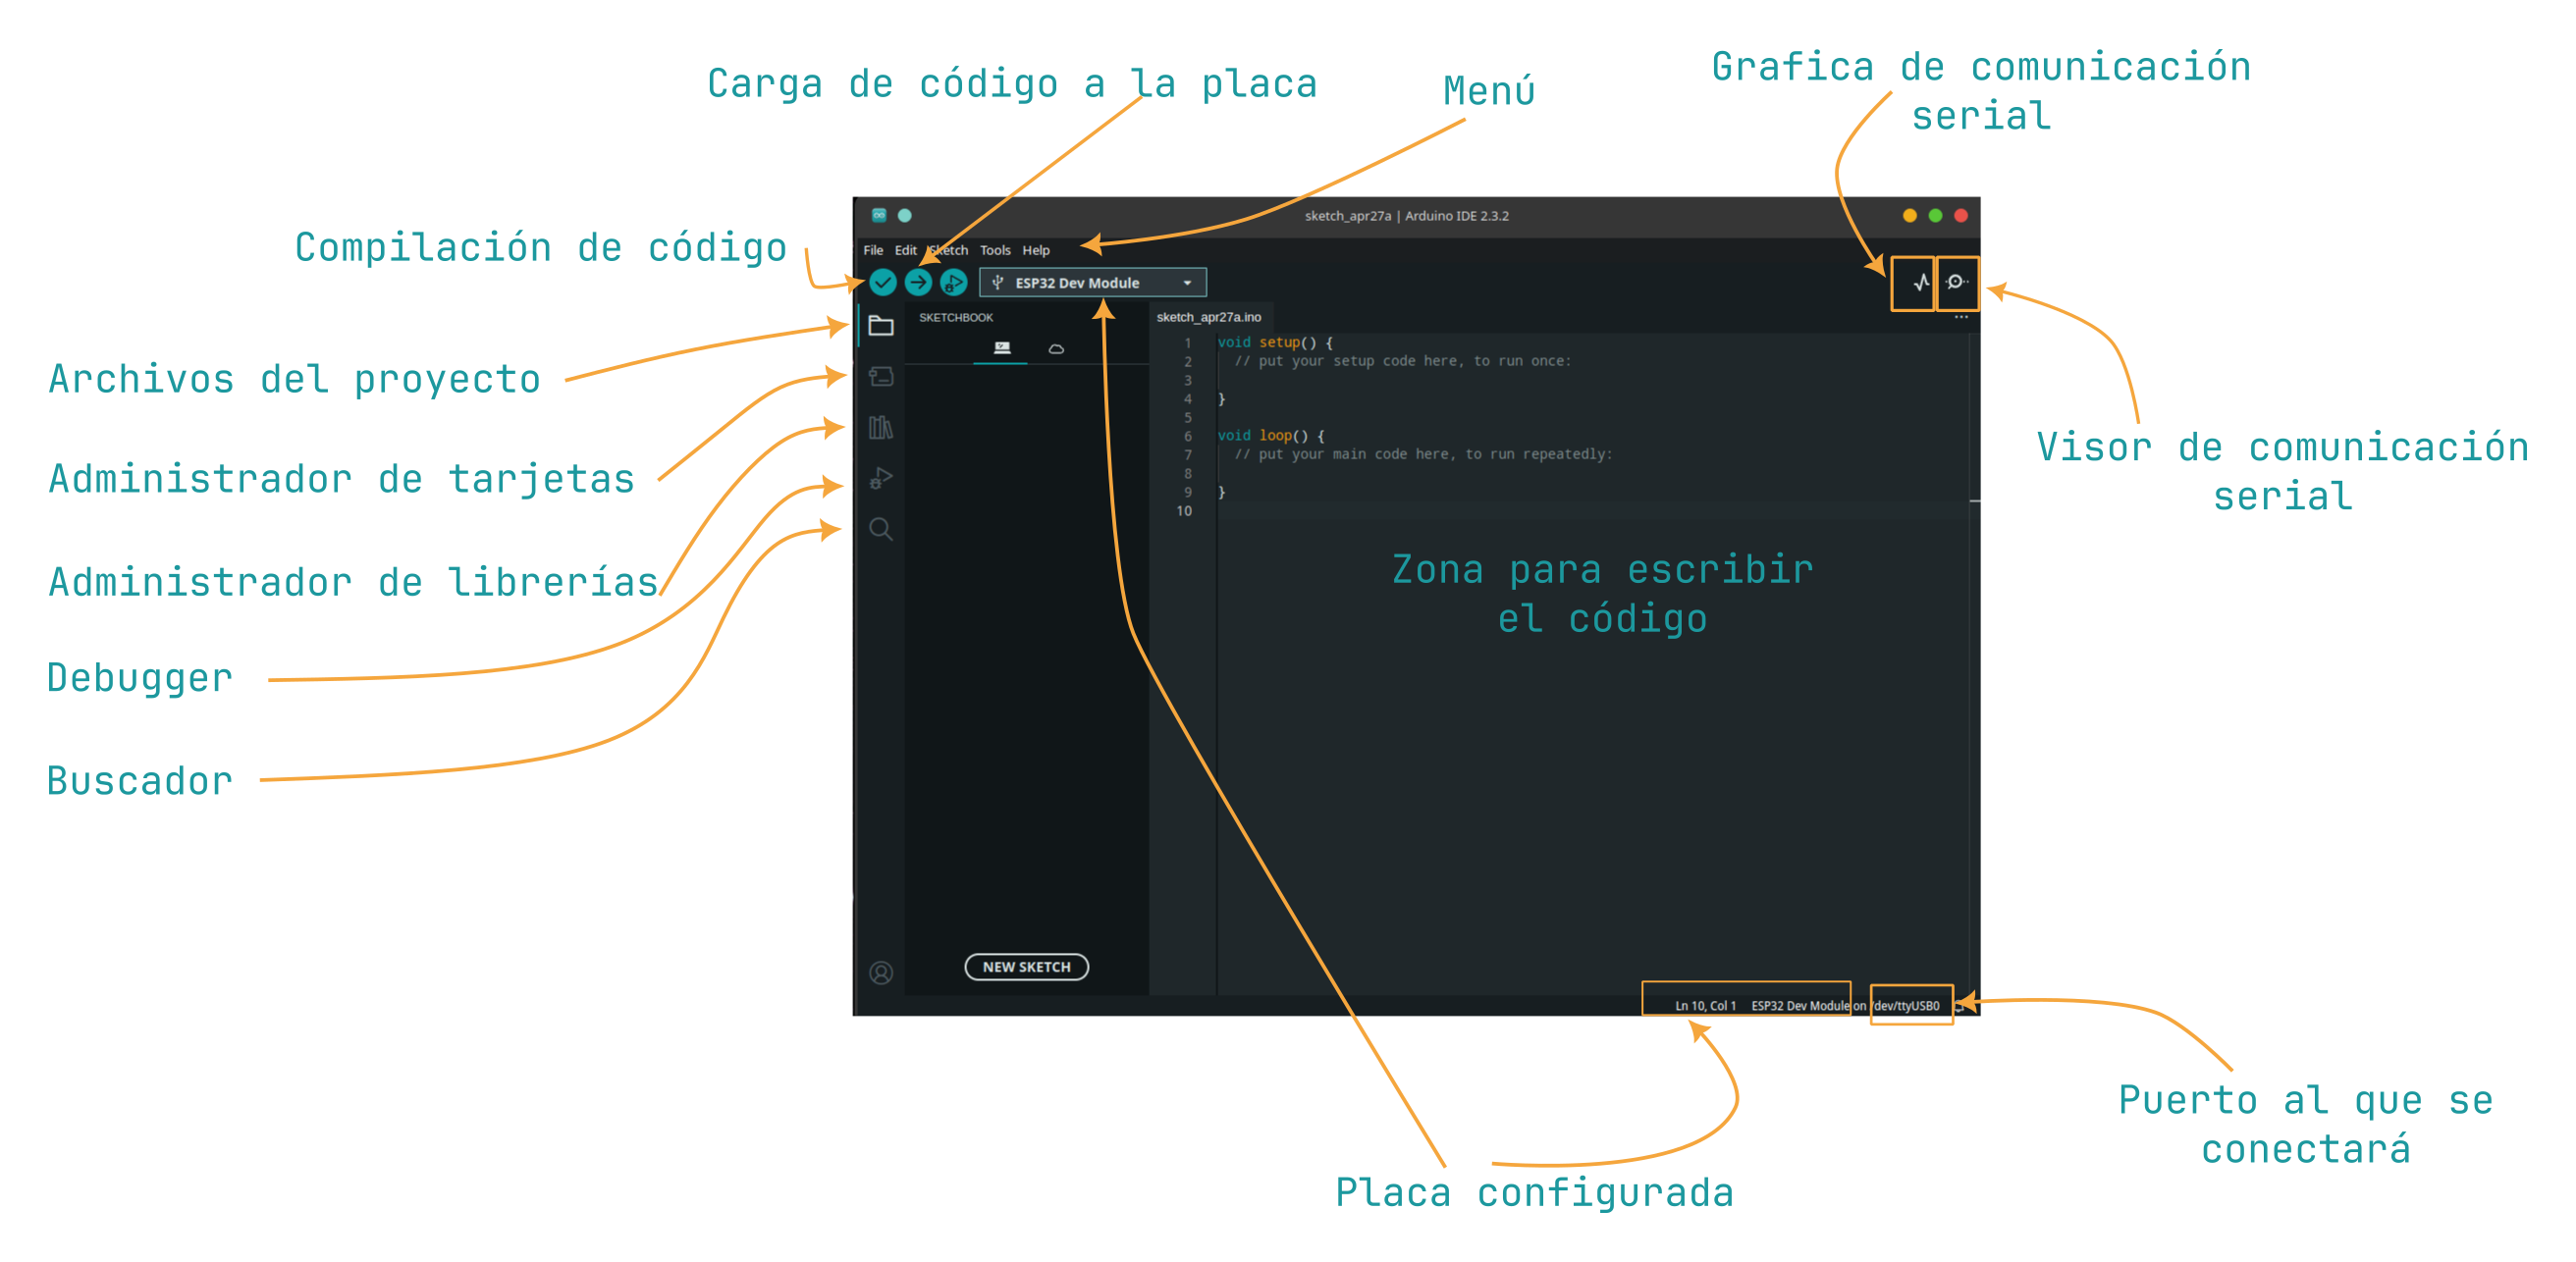 Carga de código a la placa
Menú
Grafica de comunicación
serial
Compilación de código
sketch_apr27a | Arduino IDE 2.3.2
File Edit Sketch Tools Help
ESP32 Dev Module
SKETCHBOOK
sketch_apr27a.ino
1 void setup() {
2 // put your setup code here, to run once:
3
4 }
5
6 void loop() {
7 // put your main code here, to run repeatedly:
8
9 }
10
Archivos del proyecto
Administrador de tarjetas
Administrador de librerías
Debugger
Buscador
Visor de comunicación
serial
Zona para escribir
el código
NEW SKETCH
Ln 10, Col 1 ESP32 Dev Module on /dev/ttyUSB0
Puerto al que se
conectará
Placa configurada